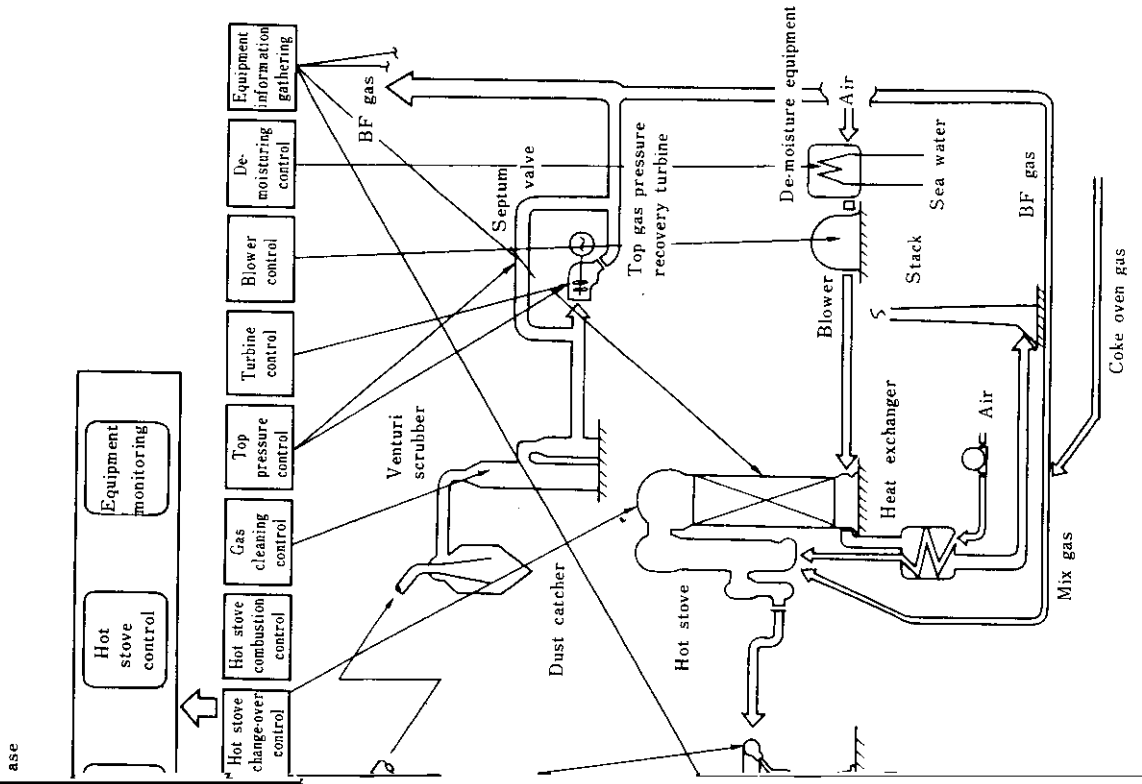 ase
Hot
stove
control
Equipment
monitoring
Hot stove
change-over
control
Hot stove
combustion
control
Gas
cleaning
control
Top
pressure
control
Turbine
control
Blower
control
De-
moisturing
control
Equipment
information
gathering
BF gas
Venturi
scrubber
Septum
valve
Dust catcher
Top gas pressure
recovery turbine
Hot stove
De-moisture equipment
Blower
Air
Heat exchanger
Stack
Sea water
Air
BF gas
Mix gas
Coke oven gas